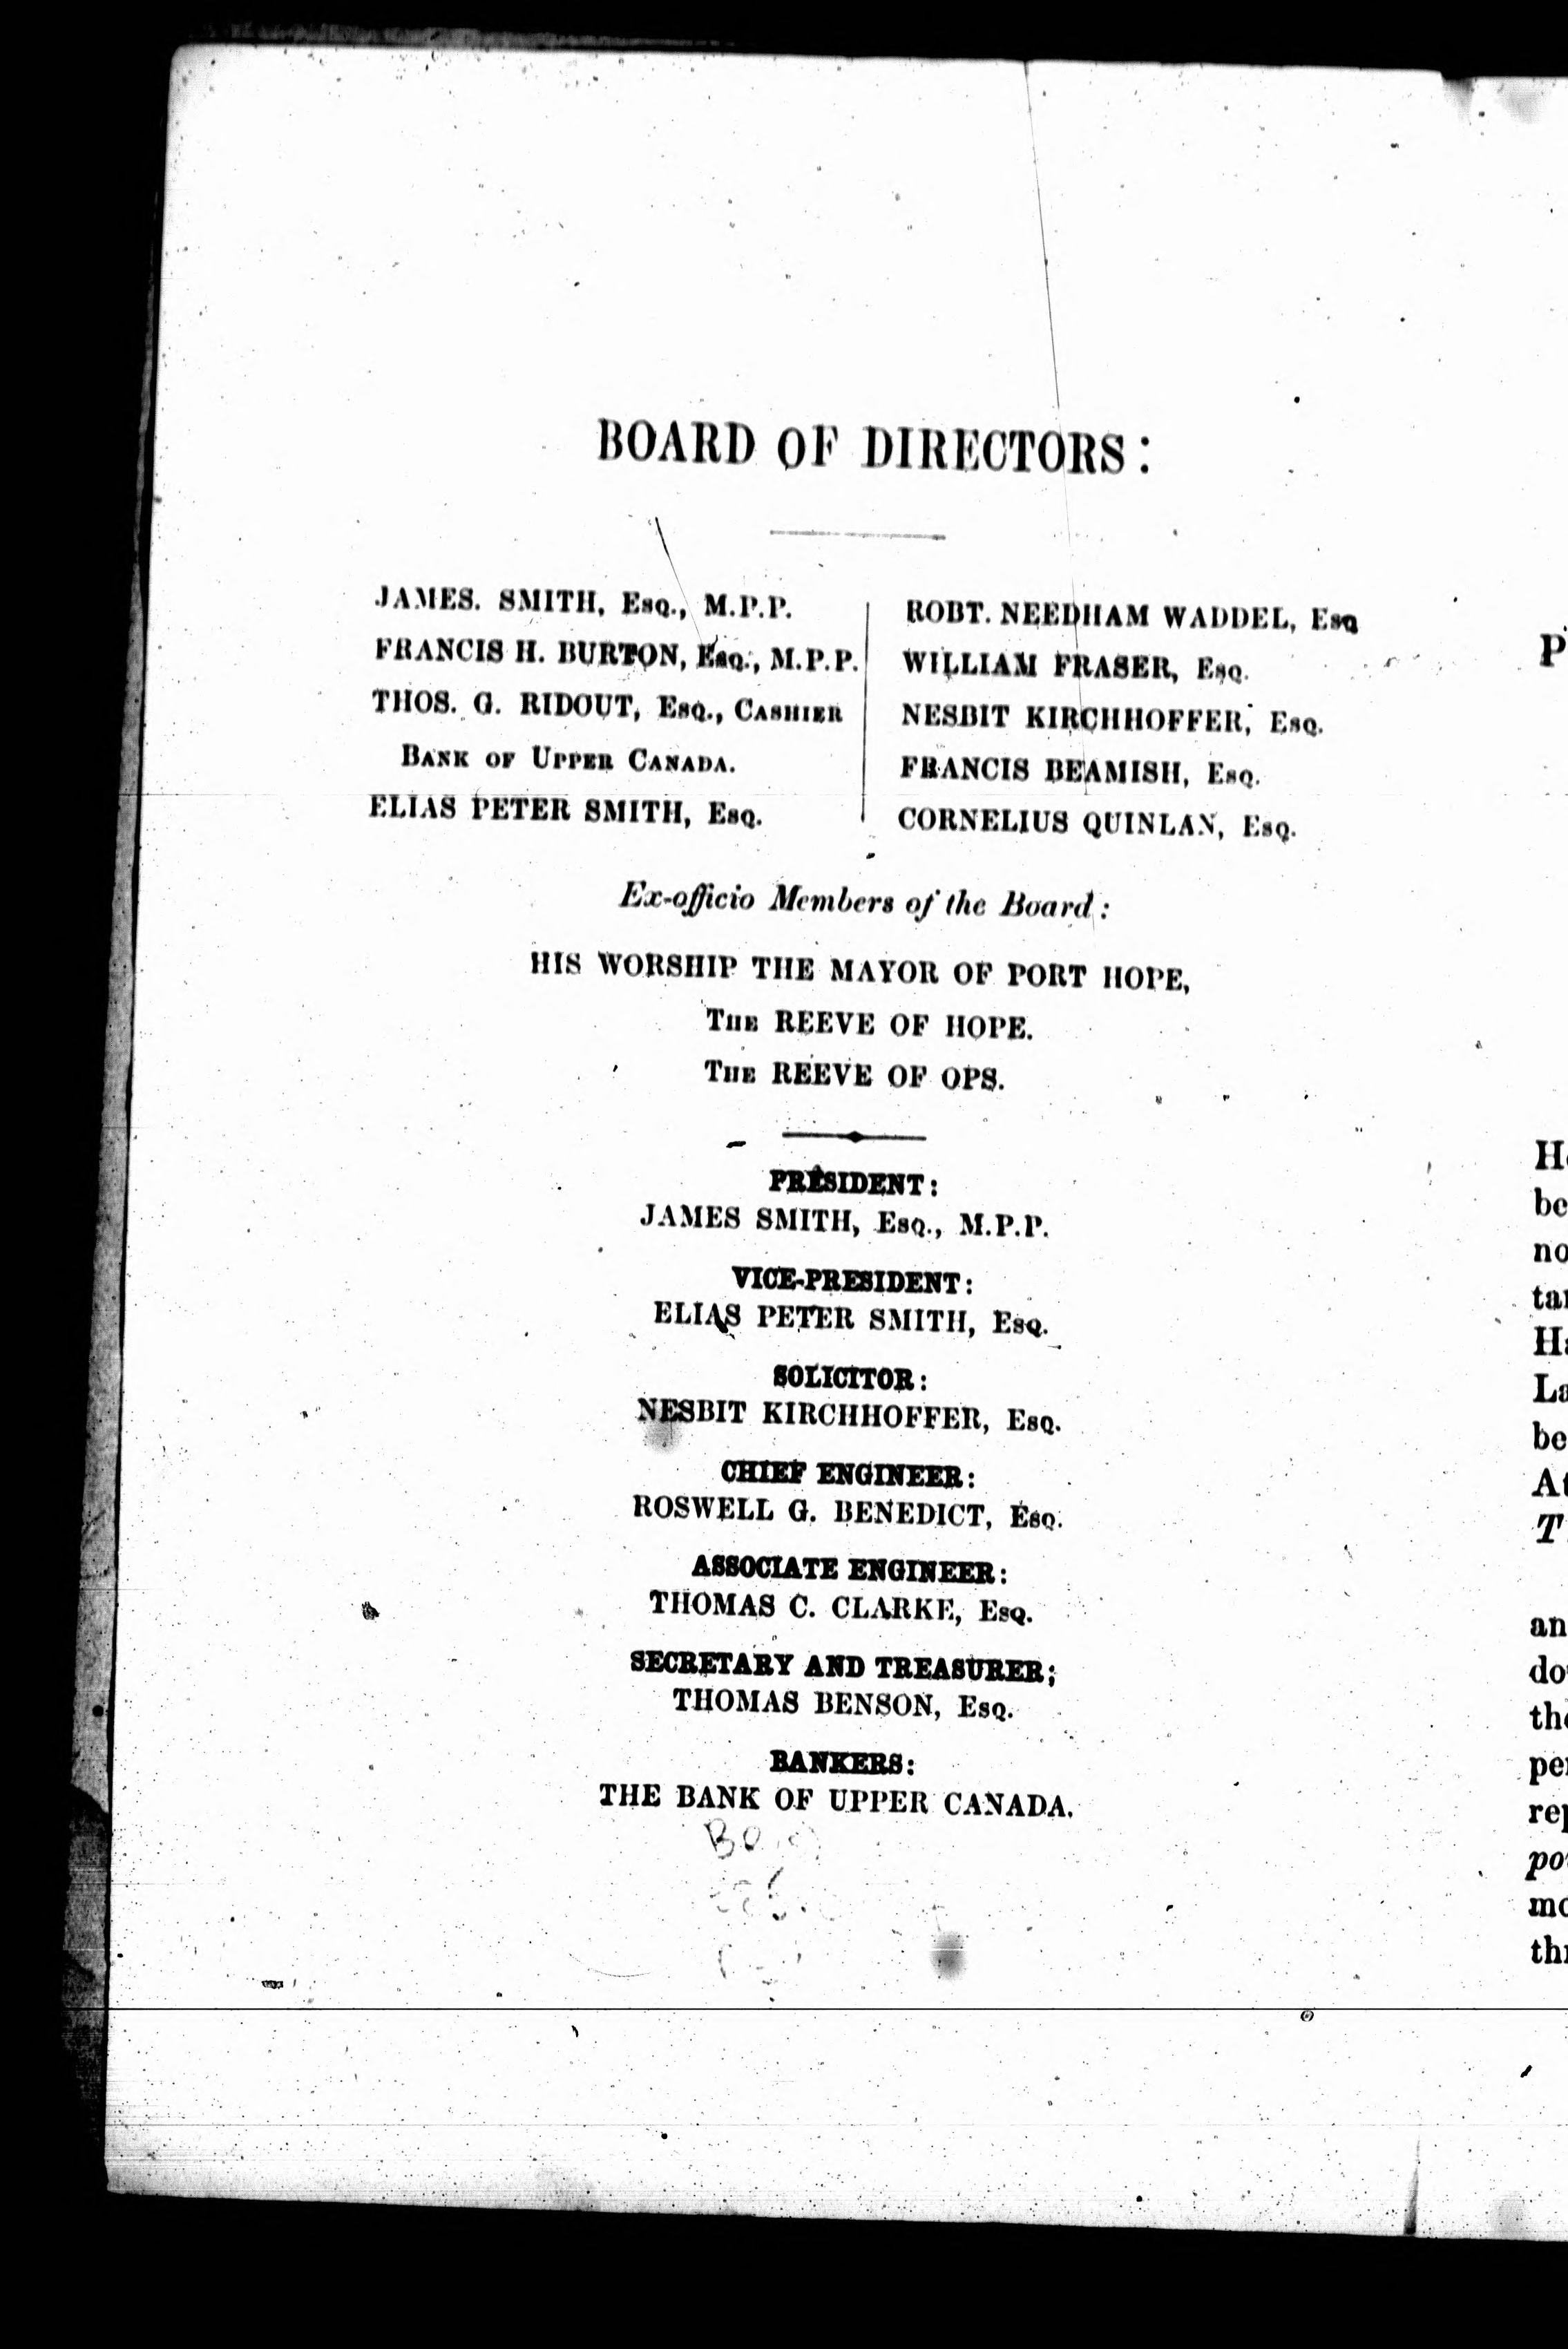 BOARD OF DIRECTORS:
JAMES. SMITH, Esq., M.P.P.
FRANCIS H. BURTON, Esq., M.P.P.
THOS. G. RIDOUT, Esq., Cashier
Bank of Upper Canada.
ELIAS PETER SMITH, Esq.
ROBT. NEEDHAM WADDEL, Esq
WILLIAM FRASER, Esq.
NESBIT KIRCHHOFFER, Esq.
FRANCIS BEAMISH, Esq.
CORNELIUS QUINLAN, Esq.
Ex-officio Members of the Board:
HIS WORSHIP THE MAYOR OF PORT HOPE,
The REEVE OF HOPE.
The REEVE OF OPS.
PRESIDENT:
JAMES SMITH, Esq., M.P.P.
VICE-PRESIDENT:
ELIAS PETER SMITH, Esq.
SOLICITOR:
NESBIT KIRCHHOFFER, Esq.
CHIEF ENGINEER:
ROSWELL G. BENEDICT, Esq.
ASSOCIATE ENGINEER:
THOMAS C. CLARKE, Esq.
SECRETARY AND TREASURER;
THOMAS BENSON, Esq.
BANKERS:
THE BANK OF UPPER CANADA.